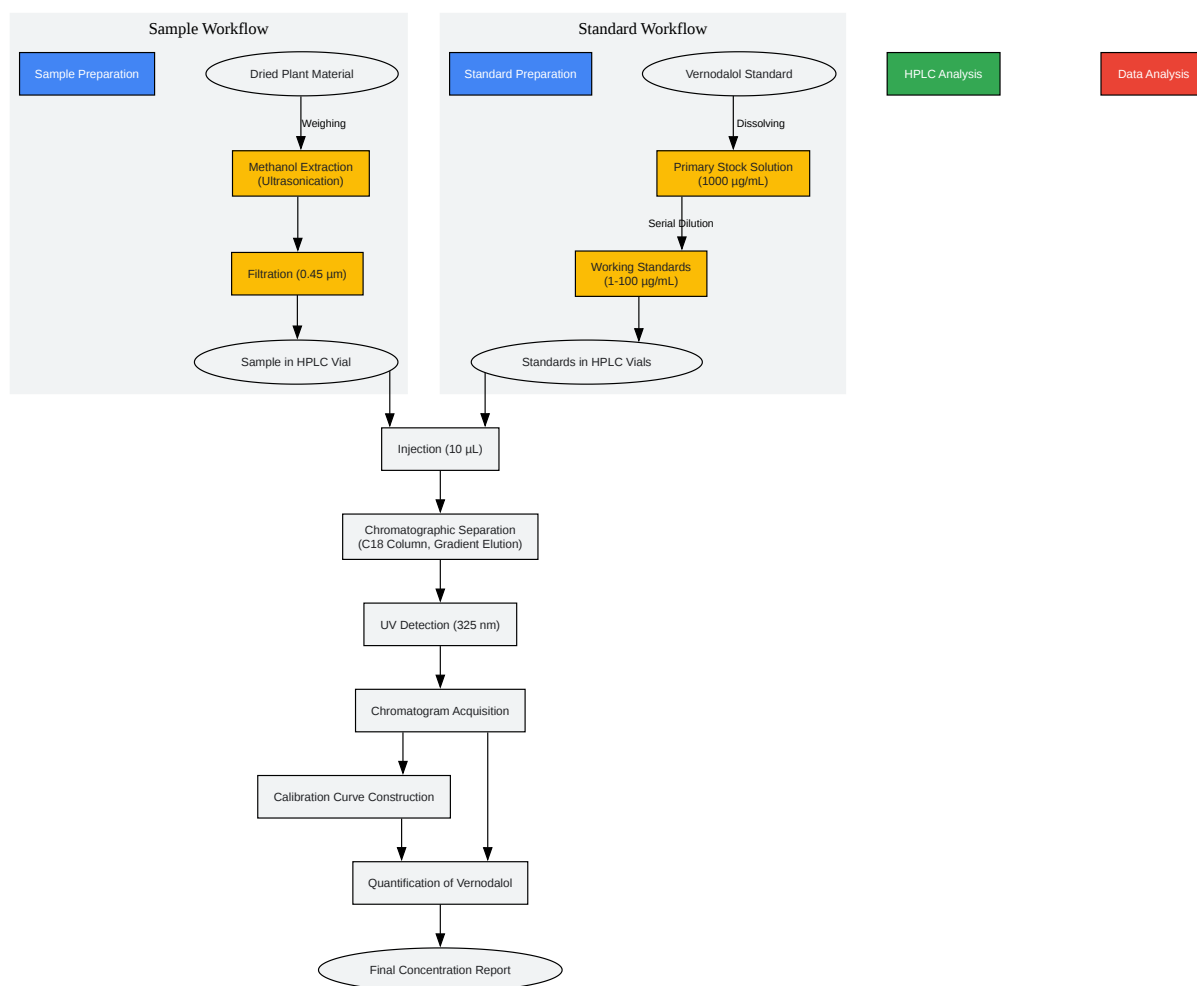 Sample Workflow
Standard Workflow
Sample Preparation
Dried Plant Material
Standard Preparation
Vernodalol Standard
HPLC Analysis
Data Analysis
Weighing
Dissolving
Methanol Extraction
(Ultrasonication)
Primary Stock Solution
(1000 µg/mL)
Serial Dilution
Filtration (0.45 µm)
Working Standards
(1-100 µg/mL)
Sample in HPLC Vial
Standards in HPLC Vials
Injection (10 µL)
Chromatographic Separation
(C18 Column, Gradient Elution)
UV Detection (325 nm)
Chromatogram Acquisition
Calibration Curve Construction
Quantification of Vernodalol
Final Concentration Report